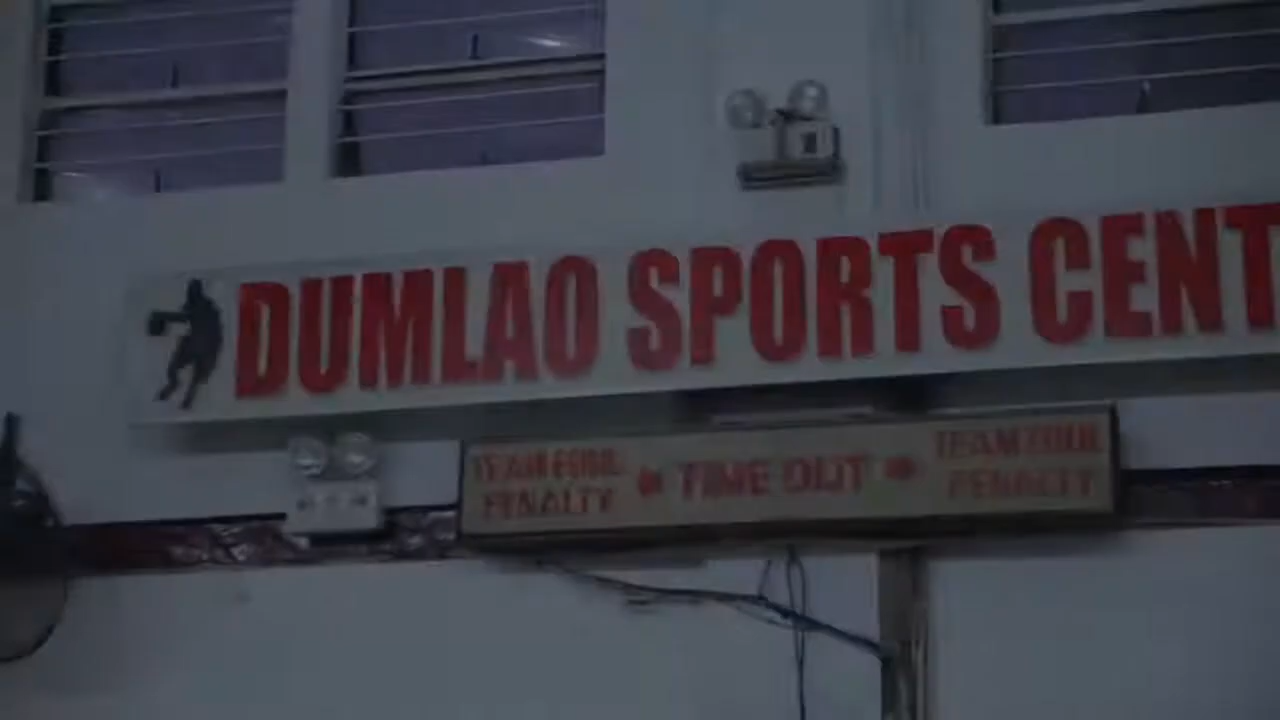 DUMLAO SPORTS CENT
TEAM FOUL
PENALTY
TIME OUT
TEAM FOUL
PENALTY